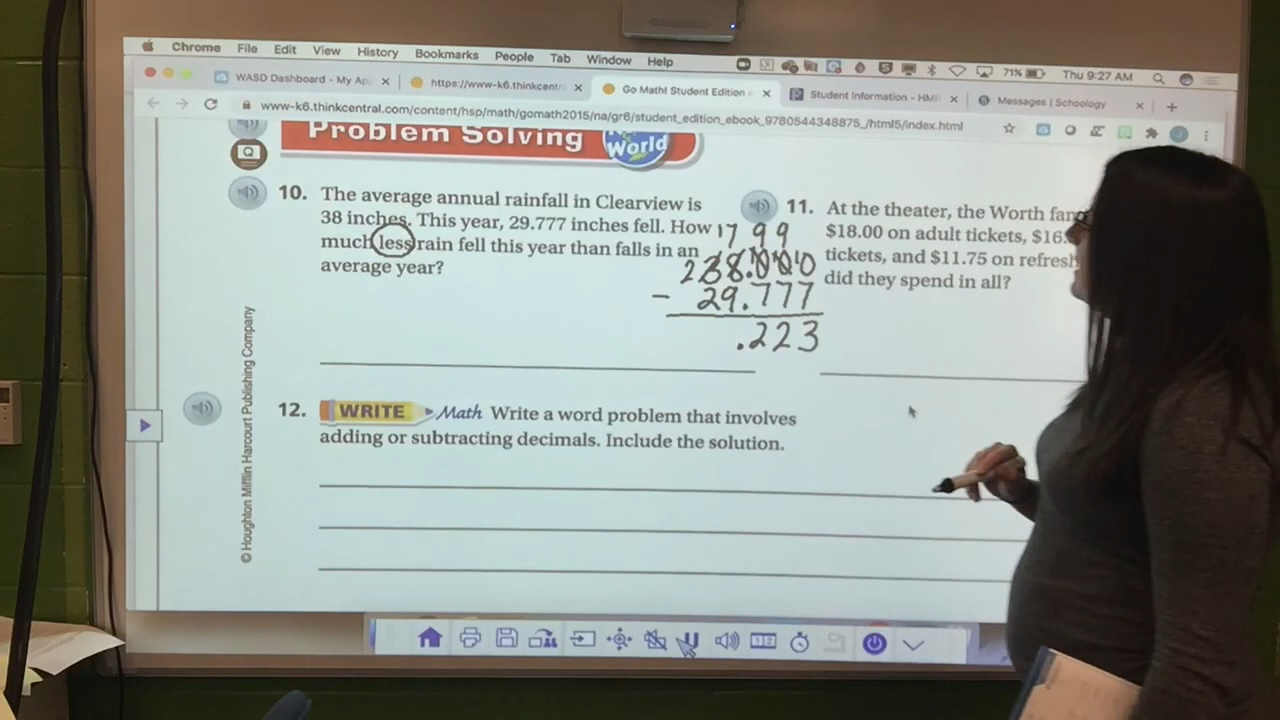 Chrome File Edit View History Bookmarks People Tab Window Help
71% Thu 9:27 AM
WASD Dashboard - My Ap
https://www-k6.thinkcentr
Go Math! Student Edition
Student Information - HM
Messages | Schoology
www-k6.thinkcentral.com/content/hsp/math/gomath2015/na/gr6/student_edition_ebook_9780544348875_/html5/index.html
Problem Solving
World
10. The average annual rainfall in Clearview is
38 inches. This year, 29.777 inches fell. How
much less rain fell this year than falls in an
average year?
17 9 9
38.000
- 29.777
.223
11. At the theater, the Worth fam
$18.00 on adult tickets, $16.
tickets, and $11.75 on refresh
did they spend in all?
12. WRITE Math Write a word problem that involves
adding or subtracting decimals. Include the solution.
© Houghton Mifflin Harcourt Publishing Company